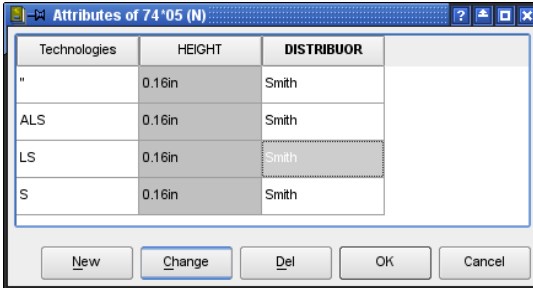 Attributes of 74*05 (N)
Technologies HEIGHT DISTRIBUOR
" 0.16in Smith
ALS 0.16in Smith
LS 0.16in Smith
S 0.16in Smith
New Change Del OK Cancel